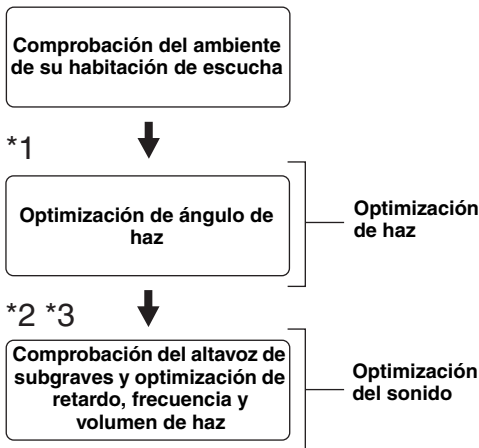 Comprobación del ambiente
de su habitación de escucha
*1
Optimización de ángulo de
haz
Optimización
de haz
*2 *3
Comprobación del altavoz de
subgraves y optimización de
retardo, frecuencia y
volumen de haz
Optimización
del sonido